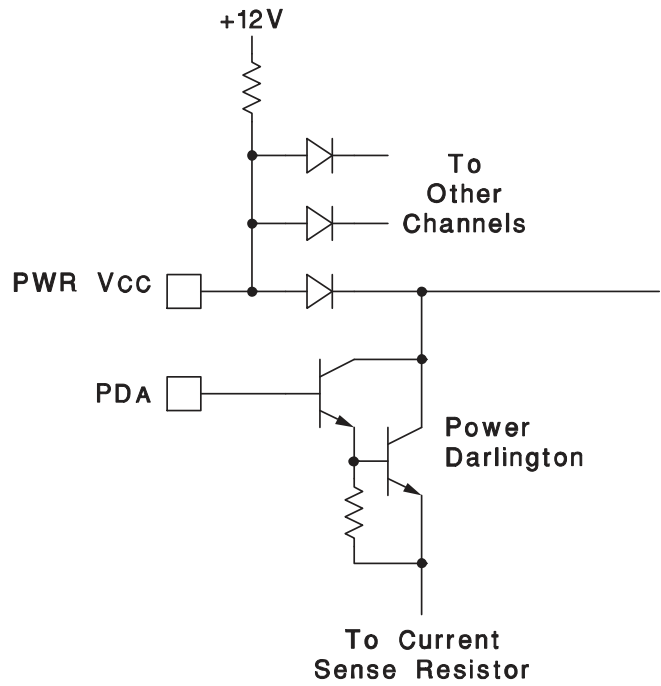 +12V
To
Other
Channels
PWR VCC
PDA
Power
Darlington
To Current
Sense Resistor